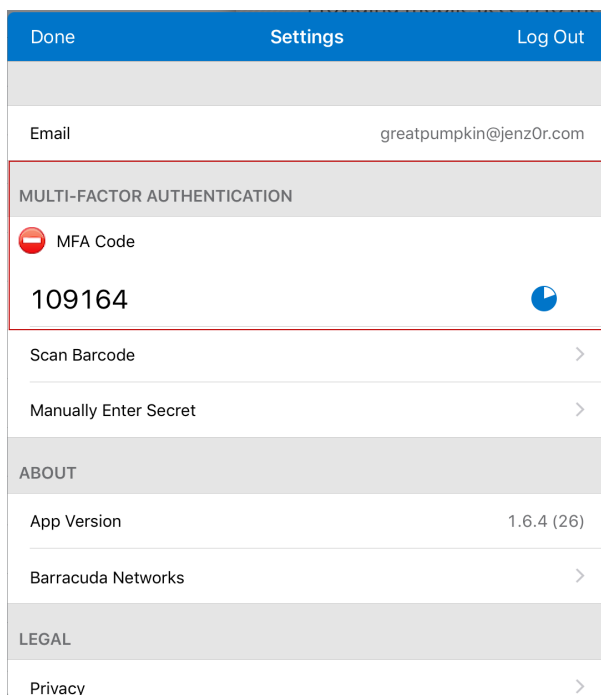 Done Settings Log Out
Email greatpumpkin@jenz0r.com
MULTI-FACTOR AUTHENTICATION
MFA Code
109164
Scan Barcode
Manually Enter Secret
ABOUT
App Version 1.6.4 (26)
Barracuda Networks
LEGAL
Privacy